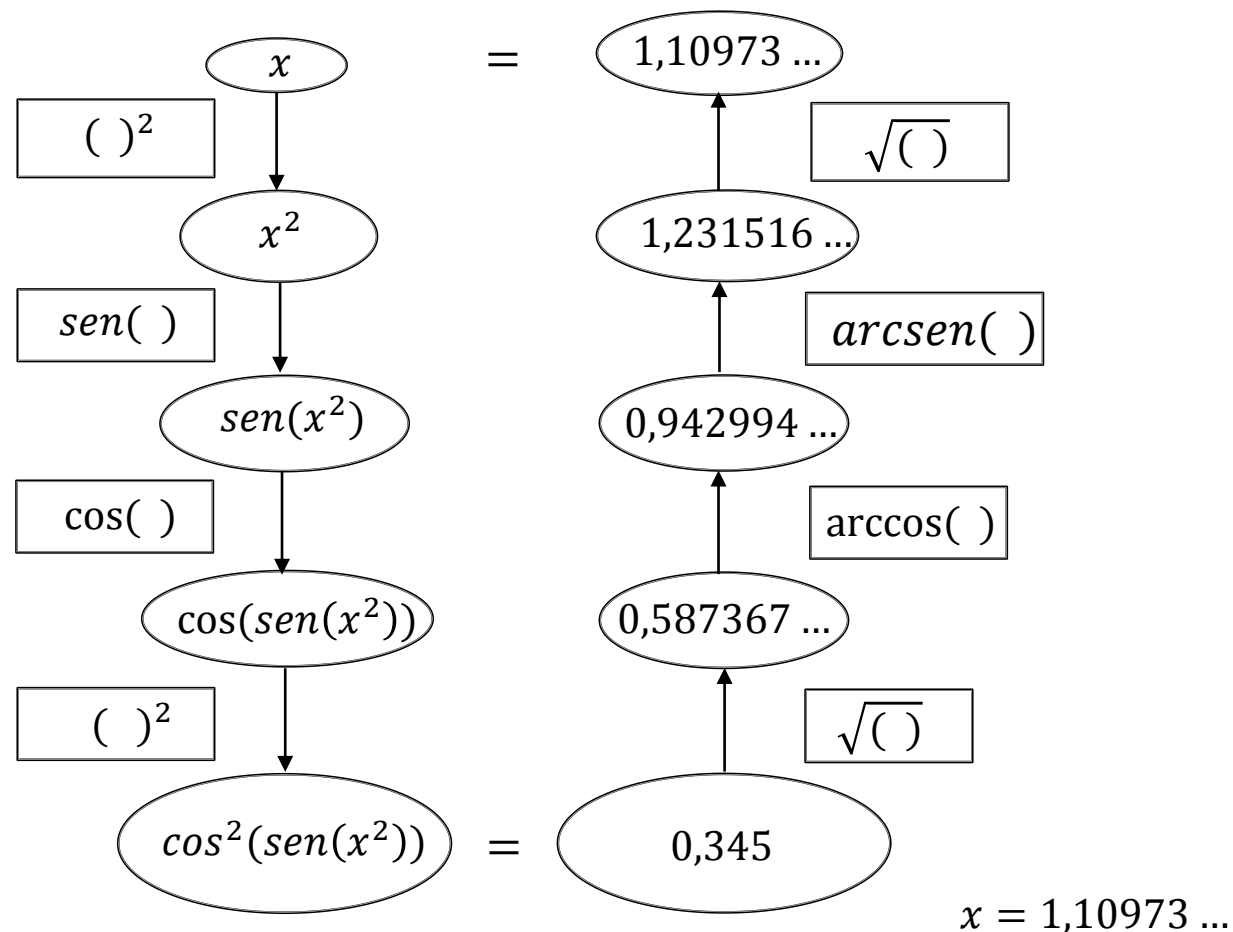 x = 1,10973 ...
( )² √( )
x² 1,231516 ...
sen( ) arcsen( )
sen(x²) 0,942994 ...
cos( ) arccos( )
cos(sen(x²)) 0,587367 ...
( )² √( )
cos²(sen(x²)) = 0,345
x = 1,10973 ...